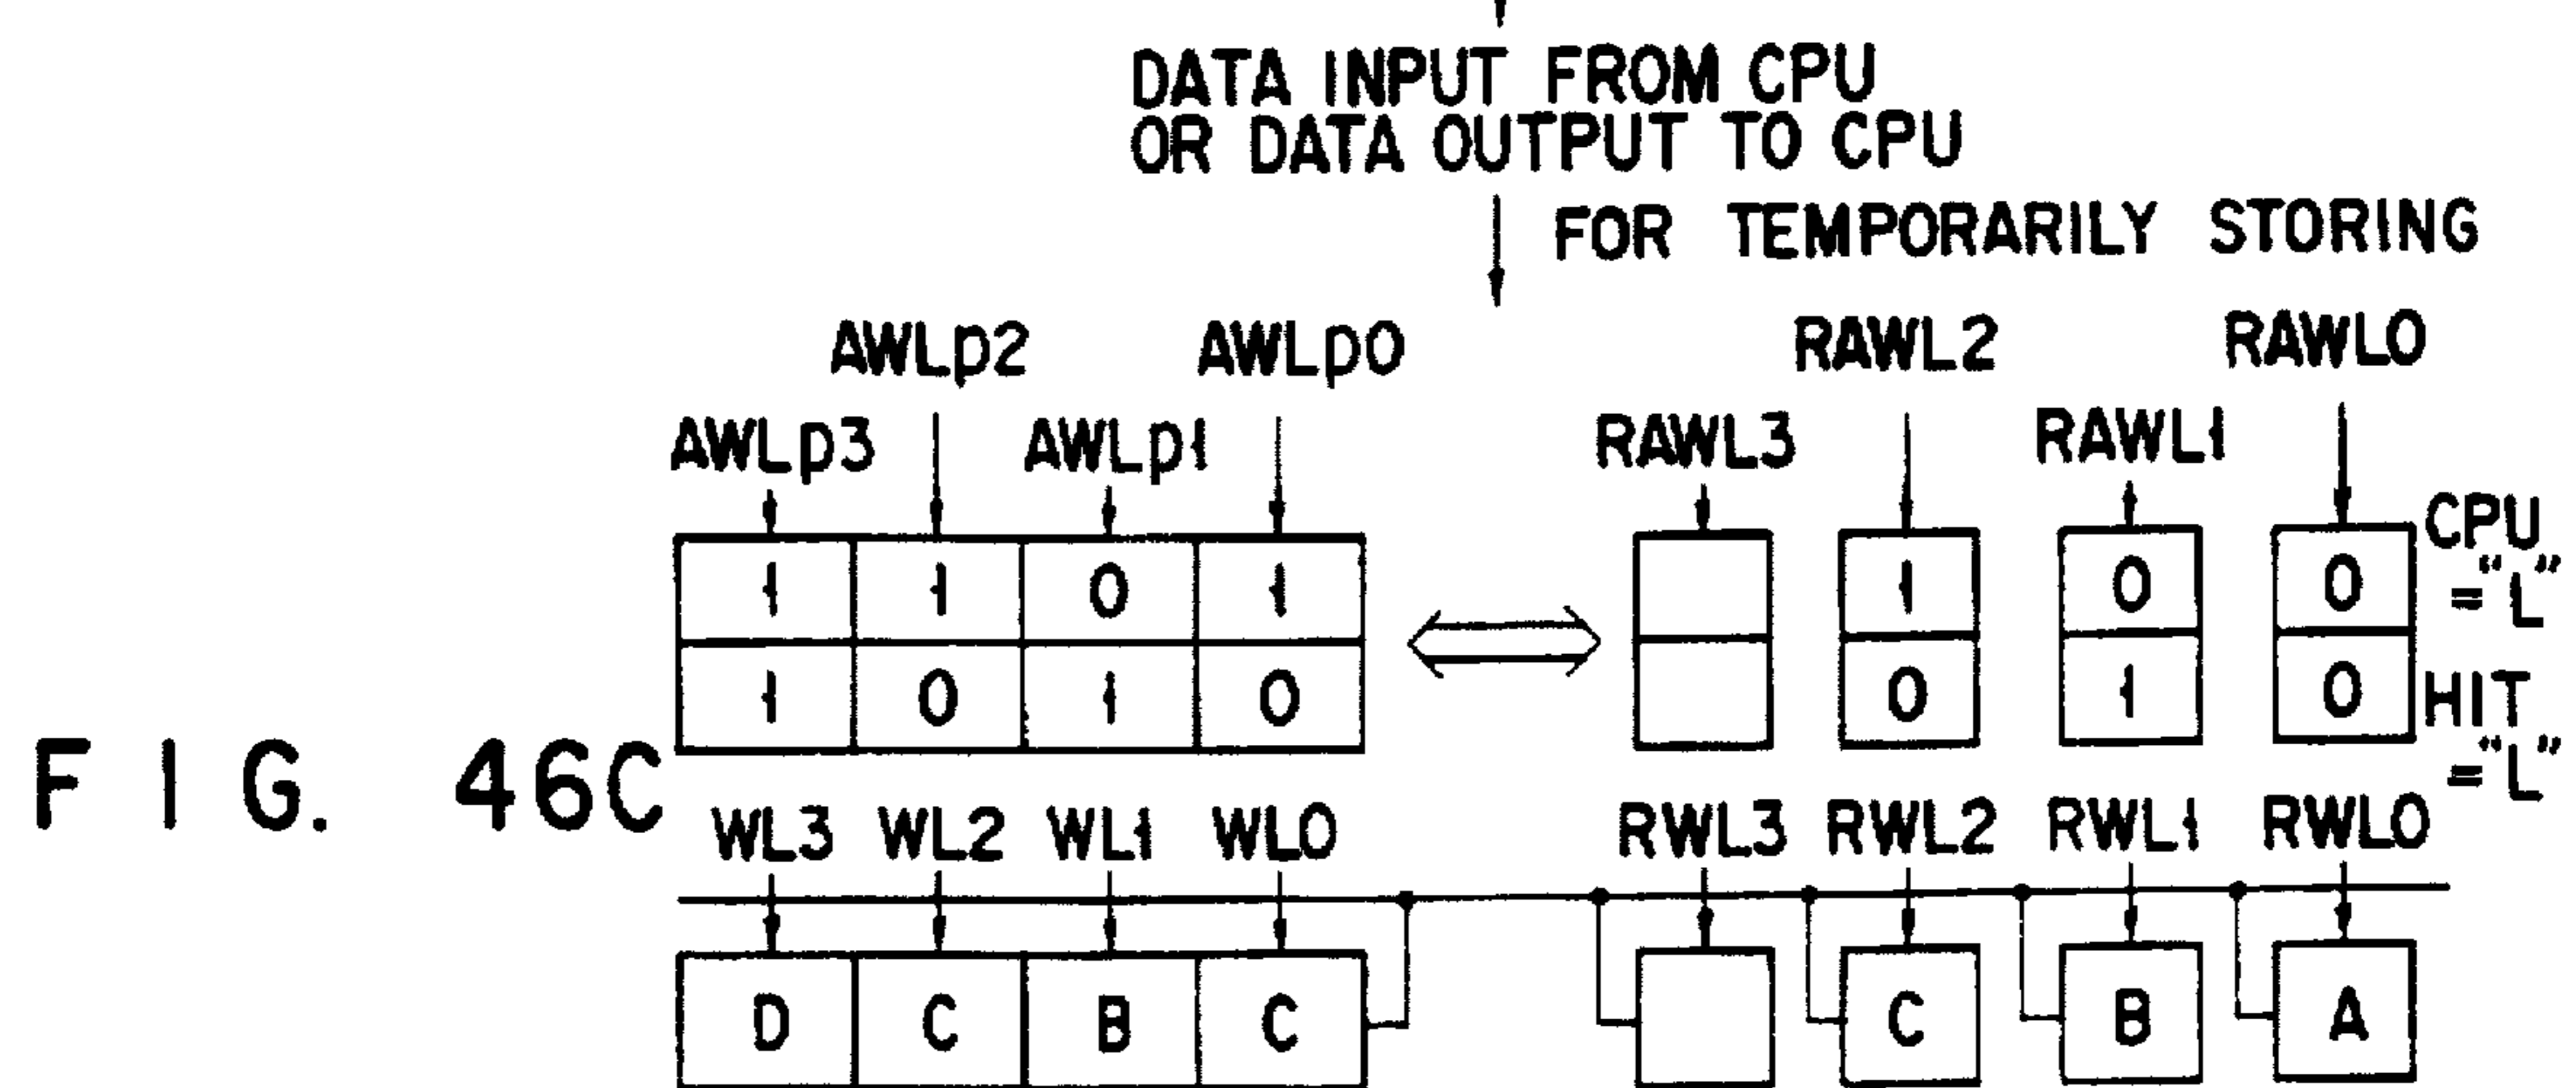 DATA INPUT FROM CPU
OR DATA OUTPUT TO CPU
FOR TEMPORARILY STORING
AWLp2 AWLp0 RAWL2 RAWL0
AWLp3 AWLp1 RAWL3 RAWL1
1 1 0 1 1 0 0 CPU ="L"
1 0 1 0 0 1 0 HIT ="L"
FIG. 46C
WL3 WL2 WL1 WL0 RWL3 RWL2 RWL1 RWL0
D C B C C B A